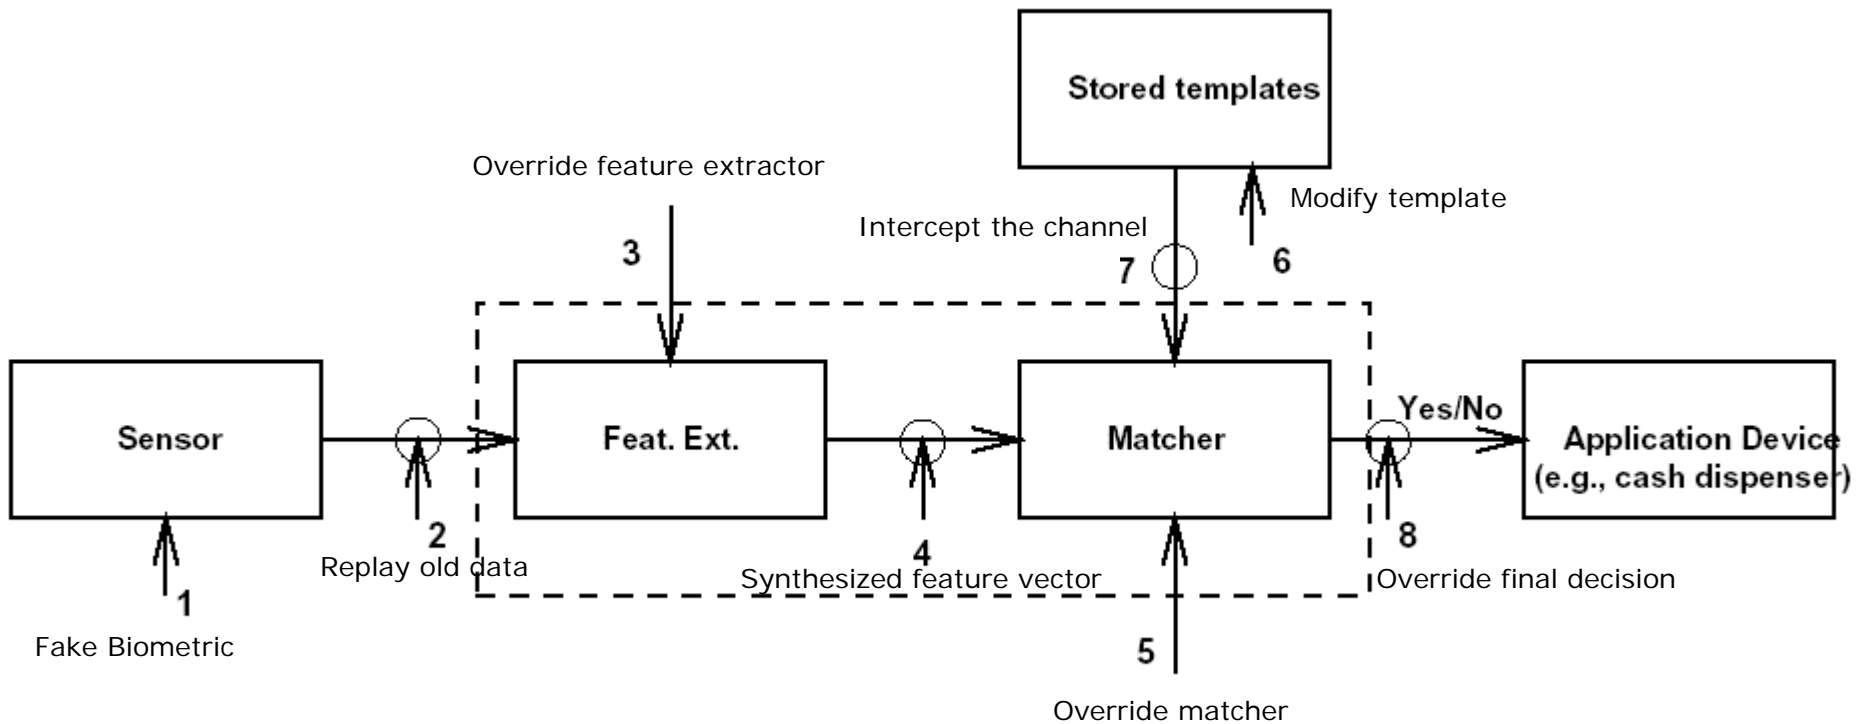 Stored templates
Override feature extractor
Modify template
Intercept the channel
3
7
6
Sensor
Feat. Ext.
Matcher
Yes/No
Application Device
(e.g., cash dispenser)
2
4
8
Replay old data
Synthesized feature vector
Override final decision
1
Fake Biometric
5
Override matcher